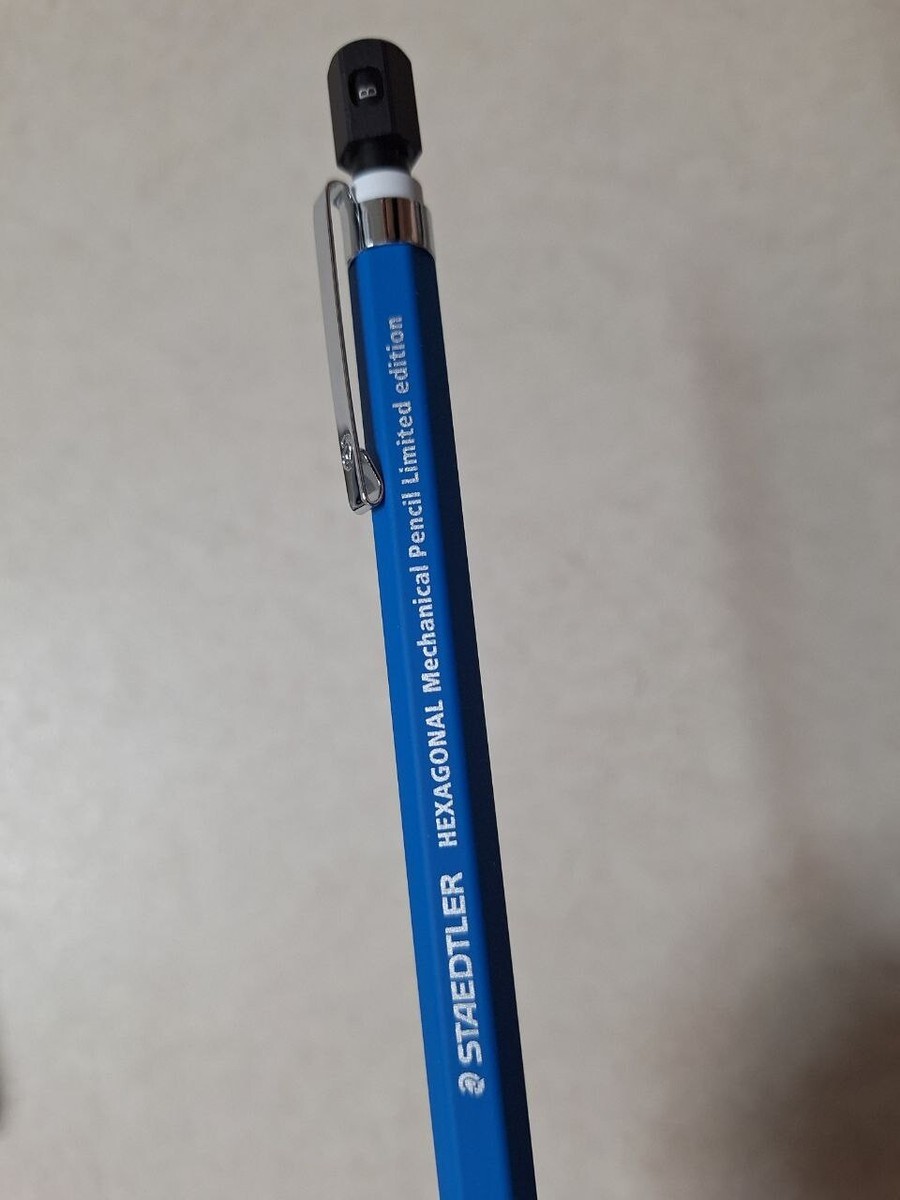 B
STAEDTLER HEXAGONAL Mechanical Pencil Limited edition